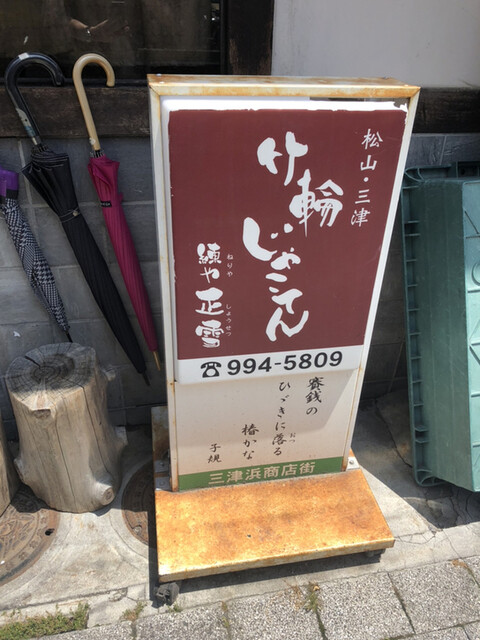 松山・三津
竹輪
じゃこてん
ねりや しょうせつ
練や 正雪
☎994-5809
賽銭の
ひゞきに落る
おつ
椿かな
子規
三津浜商店街